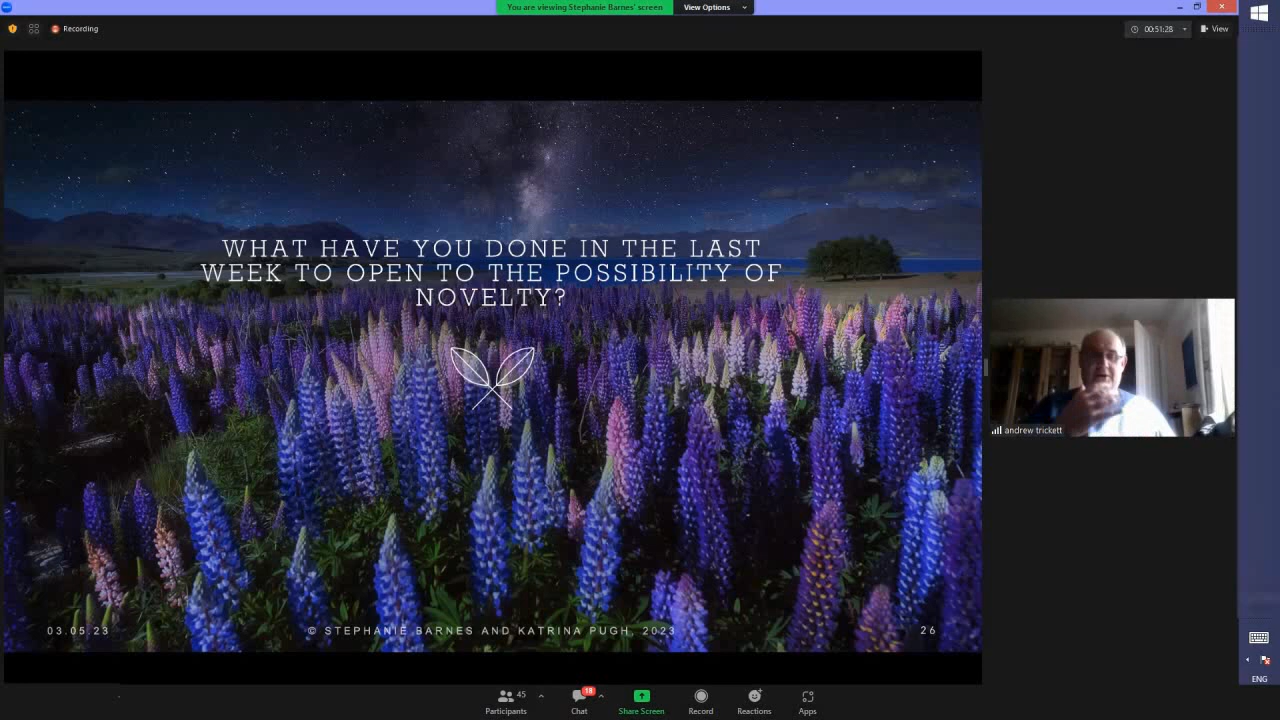 You are viewing Stephanie Barnes' screen
View Options
Recording
00:51:28
View
WHAT HAVE YOU DONE IN THE LAST
WEEK TO OPEN TO THE POSSIBILITY OF
NOVELTY?
andrew trickett
03.05.23
© STEPHANIE BARNES AND KATRINA PUGH, 2023
26
45
18
Participants
Chat
Share Screen
Record
Reactions
Apps
ENG